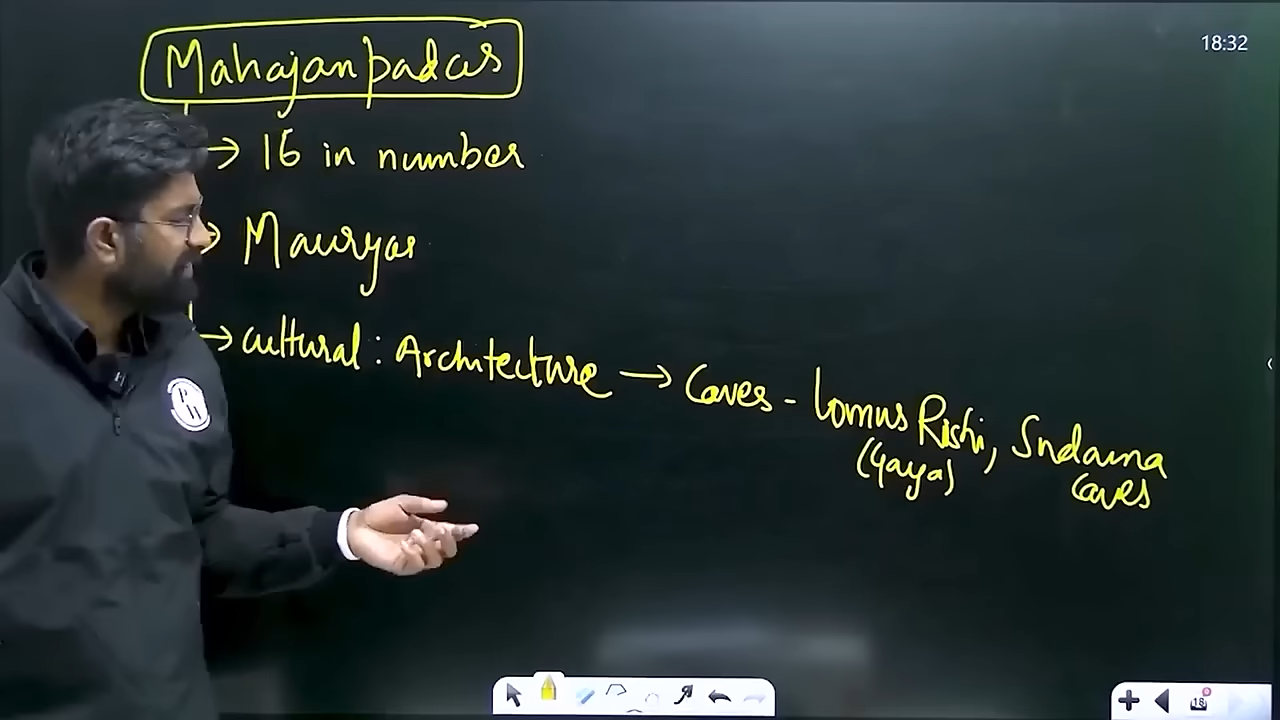 18:32
Mahajanpadas
→ 16 in number
→ Mauryas
→ cultural : Architecture → Caves - Lomus Rishi, Sudama
(Gaya) Caves